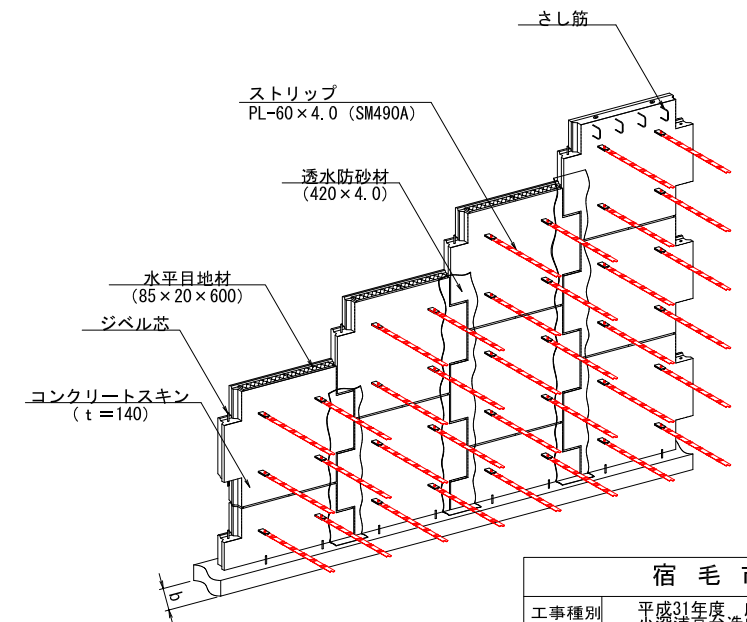 さし筋
ストリップ
PL-60×4.0 (SM490A)
透水防砂材
(420×4.0)
水平目地材
(85×20×600)
ジベル芯
コンクリートスキン
(t=140)
b
宿毛
工事種別
平成31年度